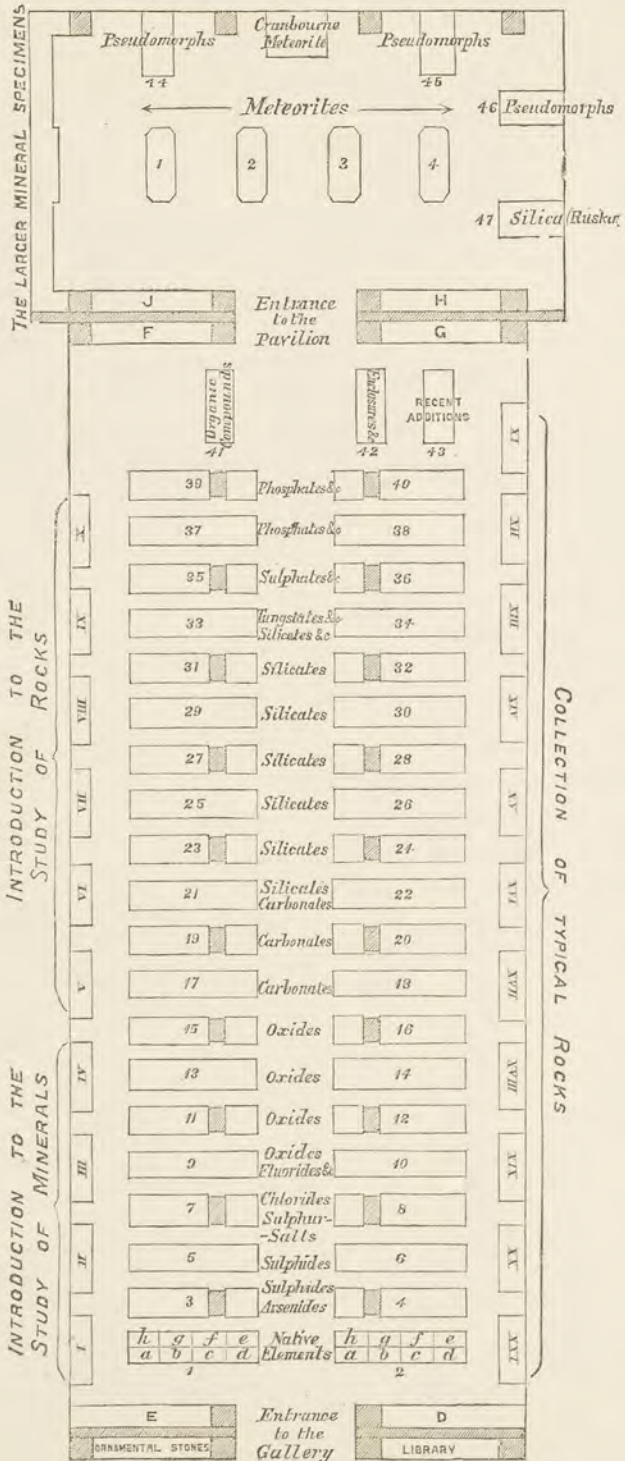 THE LARGER MINERAL SPECIMENS
Pseudomorphs
44
Cranbourne
Meteorite
Pseudomorphs
45
Meteorites
1 2 3 4
46 Pseudomorphs
47 Silica (Ruskin
J
F
Entrance
to the
Pavilion
H
G
Organic
Compounds
41
Enclosures &
42
RECENT
ADDITIONS
43
39 Phosphates &c 40
37 Phosphates &c 38
35 Sulphates &c 36
33 Tungstates &c
Silicates &c 34
31 Silicates 32
29 Silicates 30
27 Silicates 28
25 Silicates 26
23 Silicates 24
21 Silicates
Carbonates 22
19 Carbonates 20
17 Carbonates 18
15 Oxides 16
13 Oxides 14
11 Oxides 12
9 Oxides
Fluorides &c 10
7 Chlorides
Sulphur-
-Salts 8
5 Sulphides 6
3 Sulphides
Arsenides 4
h g f e Native h g f e
a b c d Elements a b c d
1 2
INTRODUCTION TO THE
STUDY OF ROCKS
X
IX
VIII
VII
VI
V
INTRODUCTION TO THE
STUDY OF MINERALS
IV
III
II
I
COLLECTION OF TYPICAL ROCKS
XI
XII
XIII
XIV
XV
XVI
XVII
XVIII
XIX
XX
XXI
E
ORNAMENTAL STONES
Entrance
to the
Gallery
D
LIBRARY